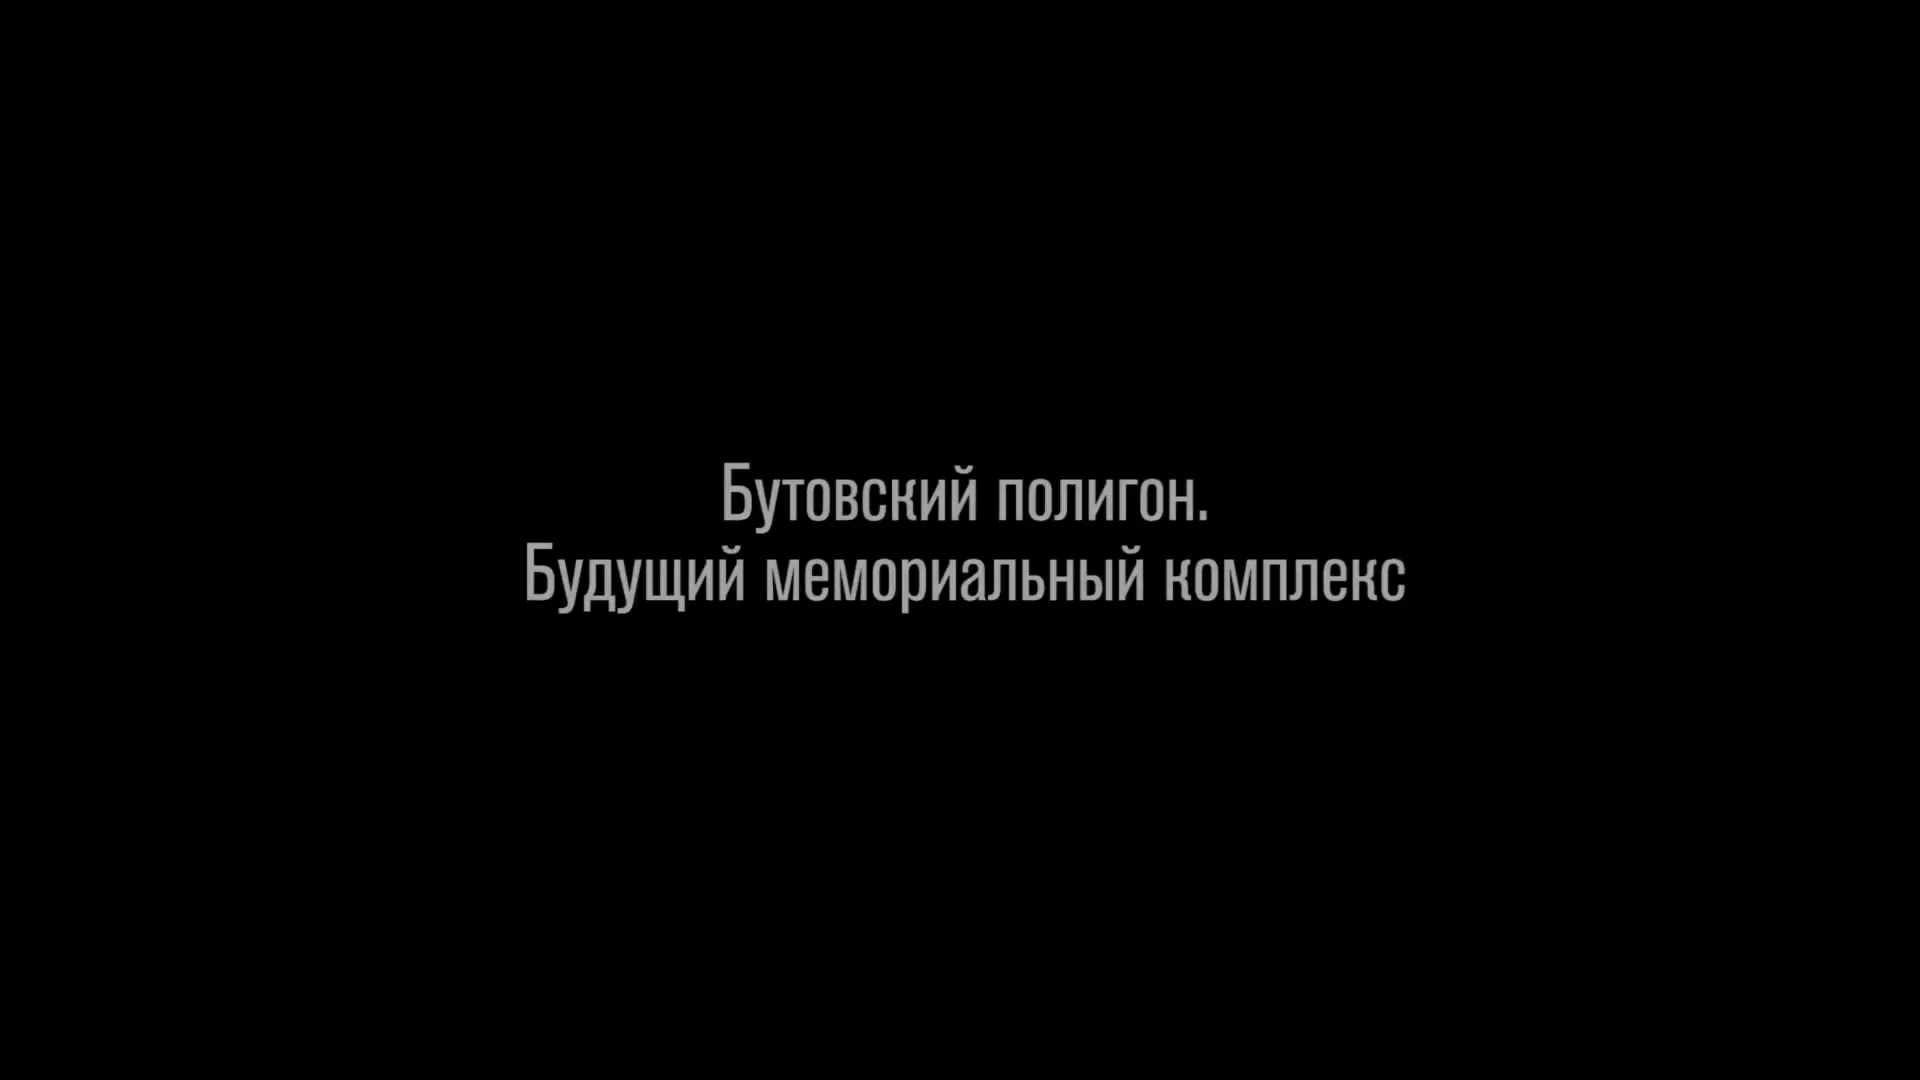 Бутовский полигон.
Будущий мемориальный комплекс